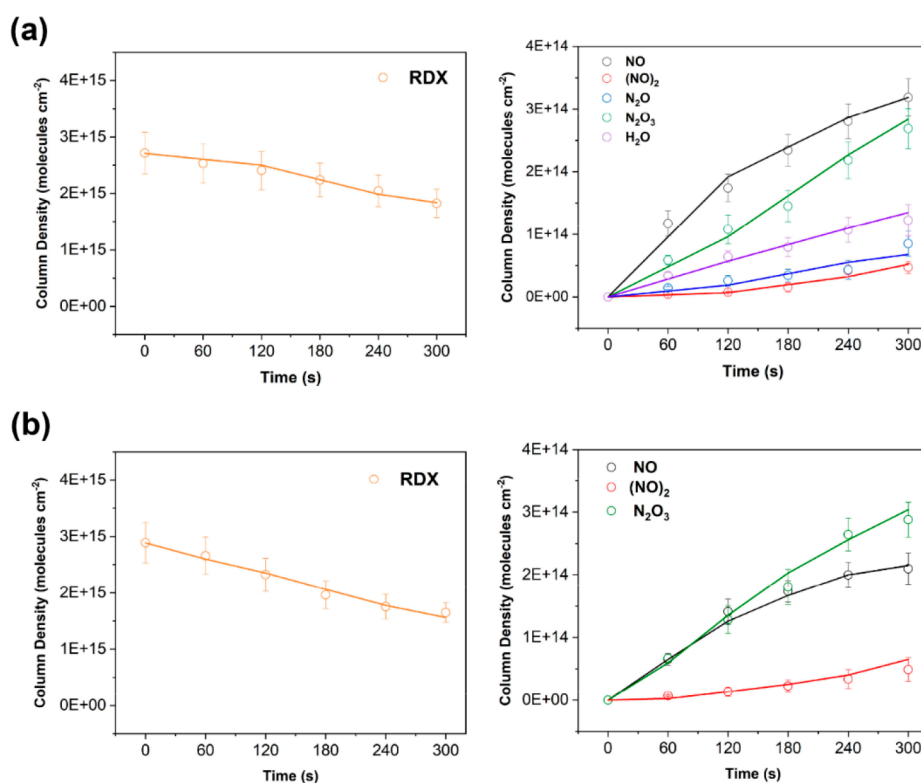 (a)
Column Density (molecules cm⁻²)
4E+15
3E+15
2E+15
1E+15
0E+00
RDX
0 60 120 180 240 300
Time (s)
Column Density (molecules cm⁻²)
4E+14
3E+14
2E+14
1E+14
0E+00
NO
(NO)₂
N₂O
N₂O₃
H₂O
0 60 120 180 240 300
Time (s)
(b)
Column Density (molecules cm⁻²)
4E+15
3E+15
2E+15
1E+15
0E+00
RDX
0 60 120 180 240 300
Time (s)
Column Density (molecules cm⁻²)
4E+14
3E+14
2E+14
1E+14
0E+00
NO
(NO)₂
N₂O₃
0 60 120 180 240 300
Time (s)